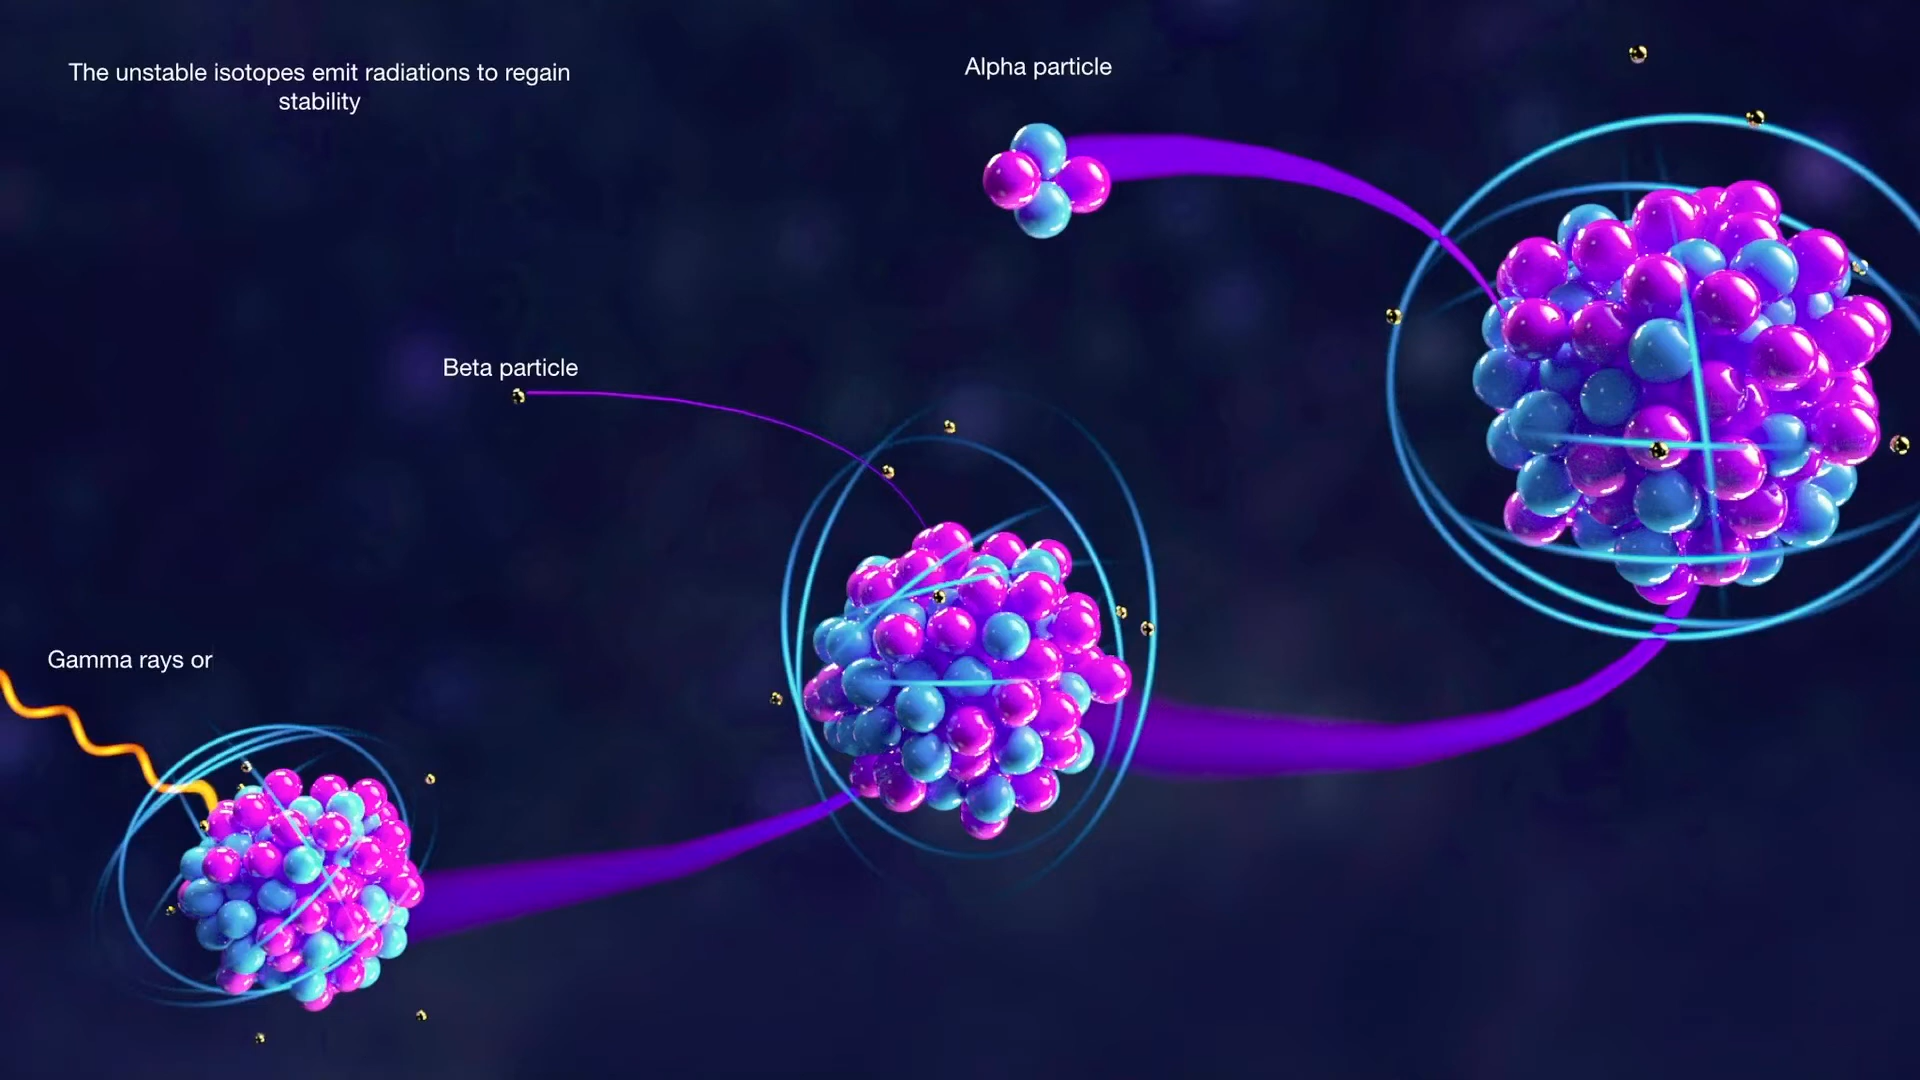 The unstable isotopes emit radiations to regain
stability
Alpha particle
Beta particle
Gamma rays or